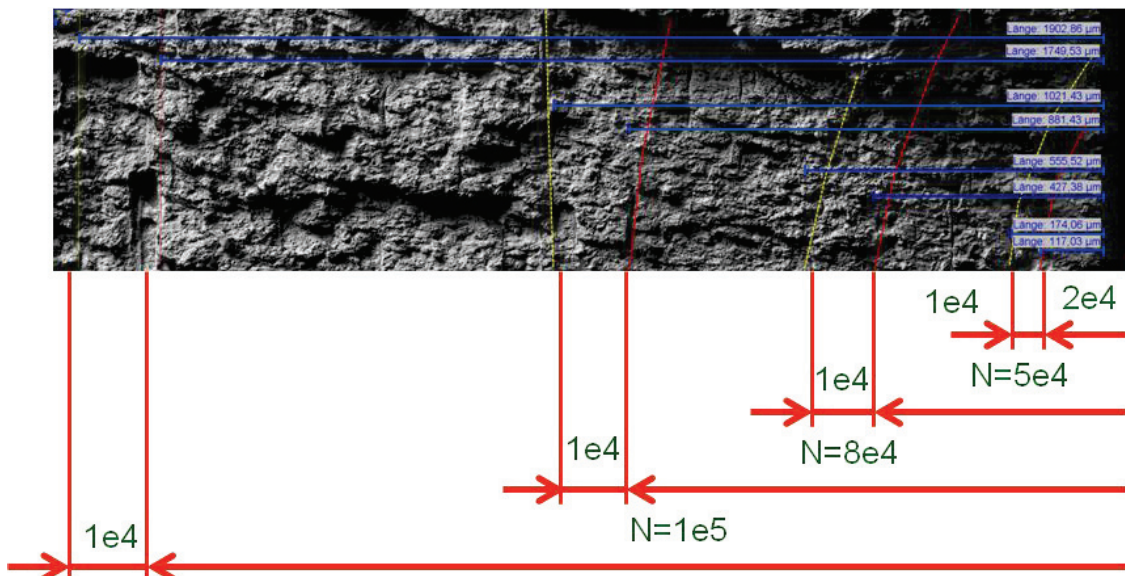 Länge: 1902,86 µm
Länge: 1749,53 µm
Länge: 1021,43 µm
Länge: 881,43 µm
Länge: 555,52 µm
Länge: 427,38 µm
Länge: 174,06 µm
Länge: 117,03 µm
1e4 2e4
N=5e4
1e4
N=8e4
1e4
N=1e5
1e4